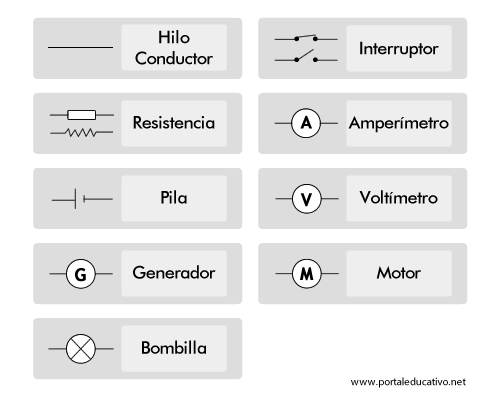 Hilo
Conductor
Interruptor
Resistencia
A
Amperímetro
Pila
V
Voltímetro
G
Generador
M
Motor
Bombilla
www.portaleducativo.net